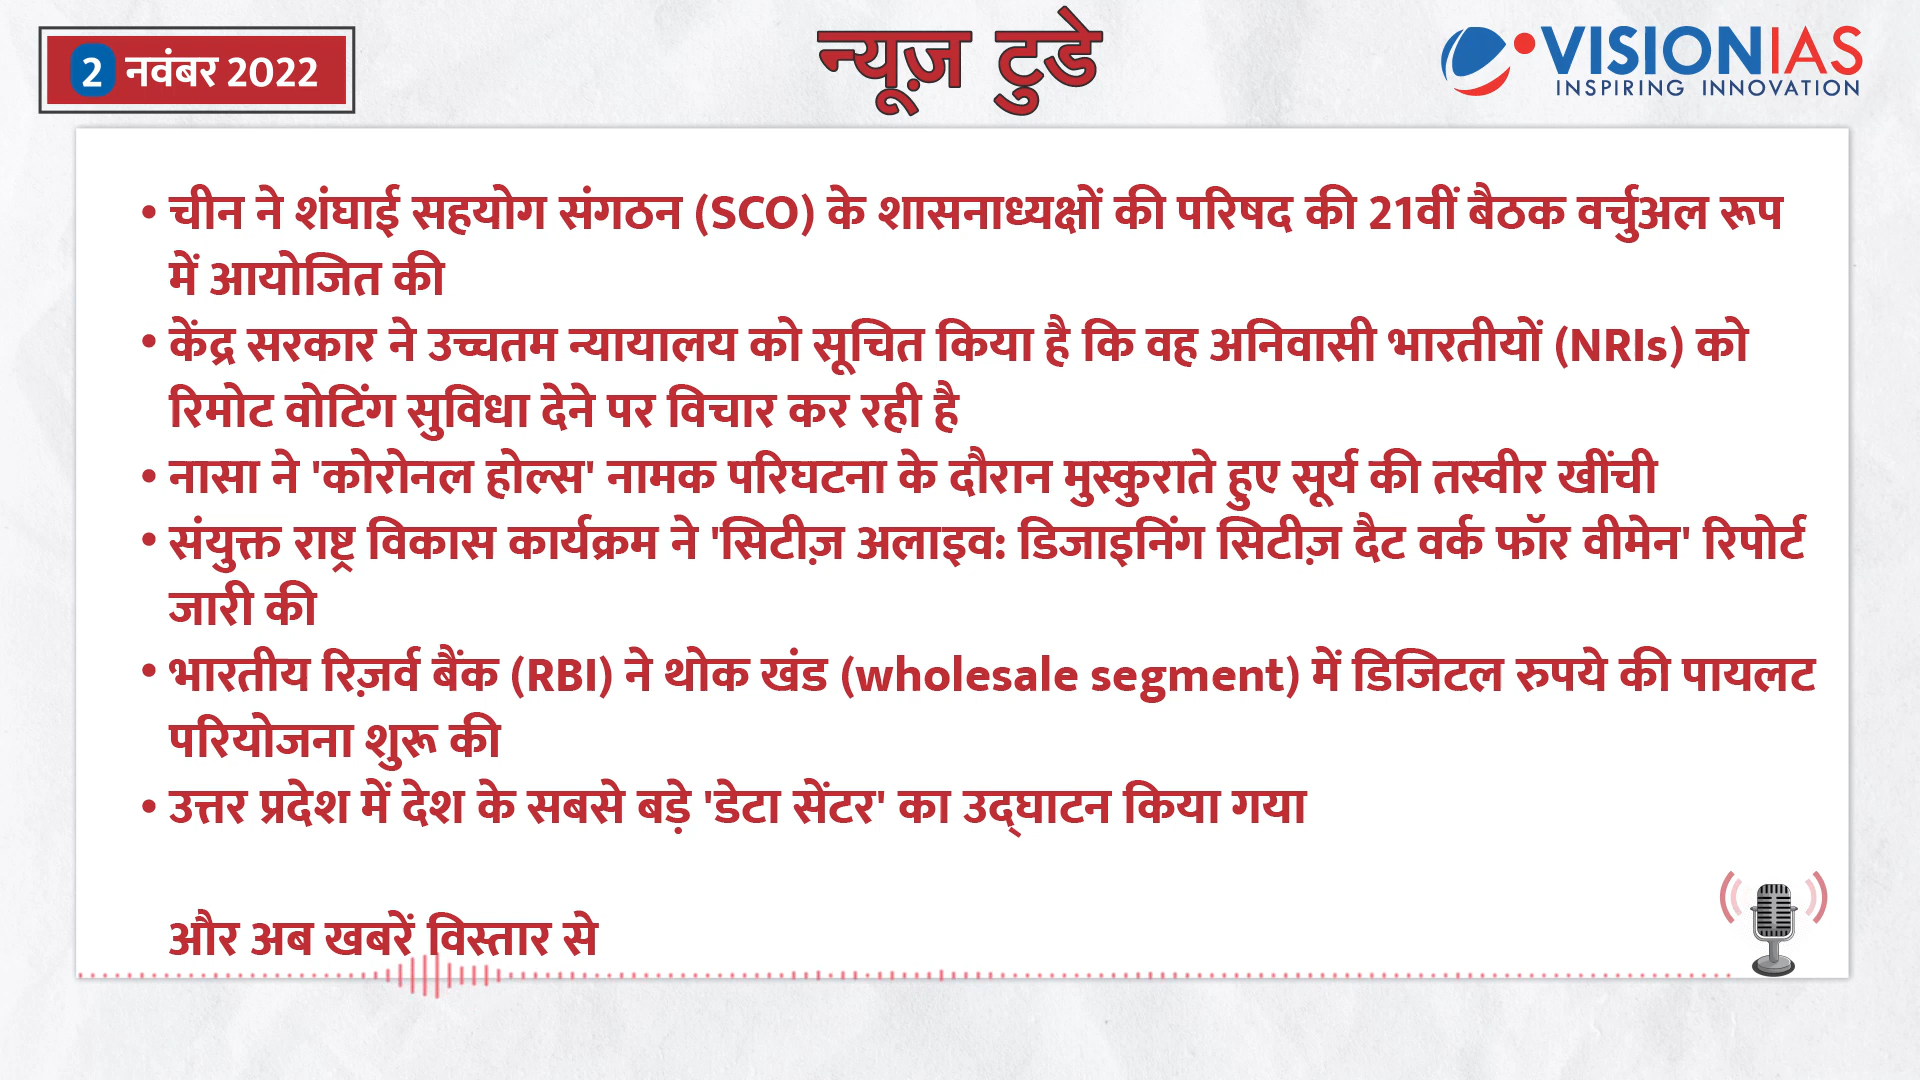 2 नवंबर 2022
न्यूज़ टुडे
VISIONIAS
INSPIRING INNOVATION
• चीन ने शंघाई सहयोग संगठन (SCO) के शासनाध्यक्षों की परिषद की 21वीं बैठक वर्चुअल रूप
में आयोजित की
• केंद्र सरकार ने उच्चतम न्यायालय को सूचित किया है कि वह अनिवासी भारतीयों (NRIs) को
रिमोट वोटिंग सुविधा देने पर विचार कर रही है
• नासा ने 'कोरोनल होल्स' नामक परिघटना के दौरान मुस्कुराते हुए सूर्य की तस्वीर खींची
• संयुक्त राष्ट्र विकास कार्यक्रम ने 'सिटीज़ अलाइव: डिजाइनिंग सिटीज़ दैट वर्क फॉर वीमेन' रिपोर्ट
जारी की
• भारतीय रिज़र्व बैंक (RBI) ने थोक खंड (wholesale segment) में डिजिटल रुपये की पायलट
परियोजना शुरू की
• उत्तर प्रदेश में देश के सबसे बड़े 'डेटा सेंटर' का उद्घाटन किया गया
और अब खबरें विस्तार से